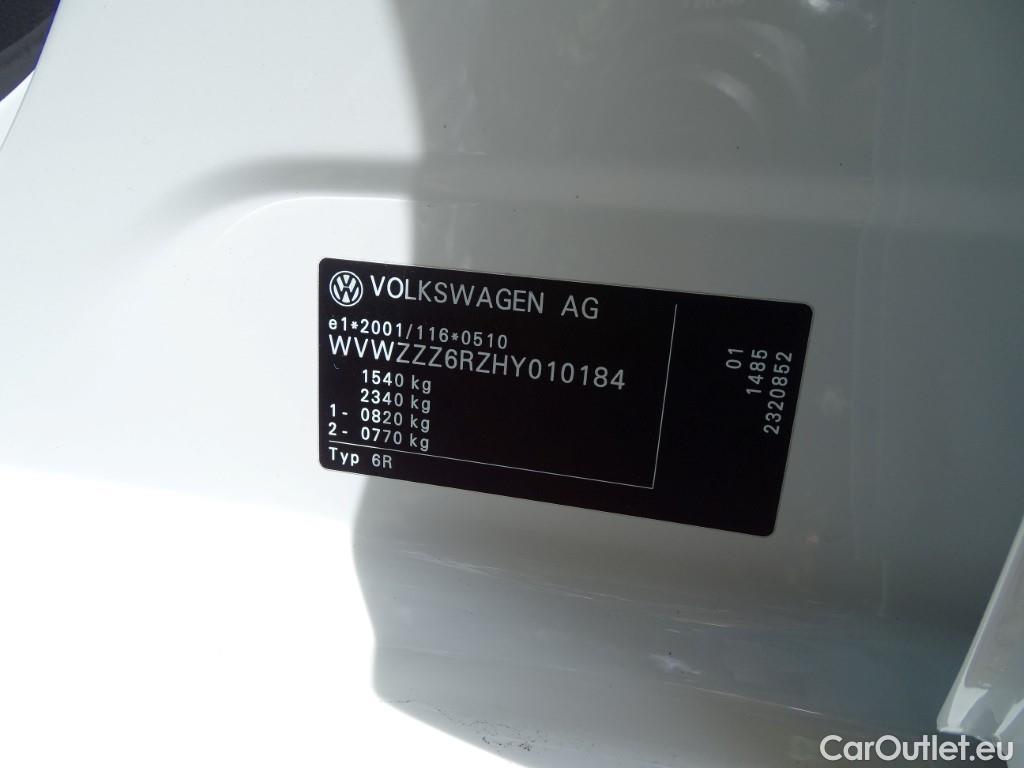 VOLKSWAGEN AG
e1*2001/116*0510
WVWZZZ6RZHY010184
1540 kg
2340 kg
1- 0820 kg
2- 0770 kg
Typ 6R
01
1485
2320852
CarOutlet.eu